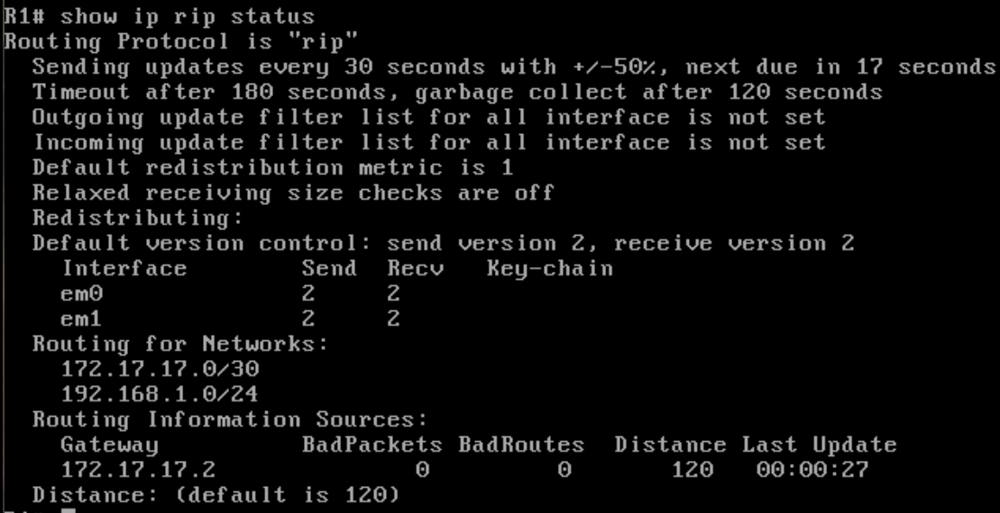 R1# show ip rip status
Routing Protocol is "rip"
Sending updates every 30 seconds with +/-50%, next due in 17 seconds
Timeout after 180 seconds, garbage collect after 120 seconds
Outgoing update filter list for all interface is not set
Incoming update filter list for all interface is not set
Default redistribution metric is 1
Relaxed receiving size checks are off
Redistributing:
Default version control: send version 2, receive version 2
Interface Send Recv Key-chain
em0 2 2
em1 2 2
Routing for Networks:
172.17.17.0/30
192.168.1.0/24
Routing Information Sources:
Gateway BadPackets BadRoutes Distance Last Update
172.17.17.2 0 0 120 00:00:27
Distance: (default is 120)